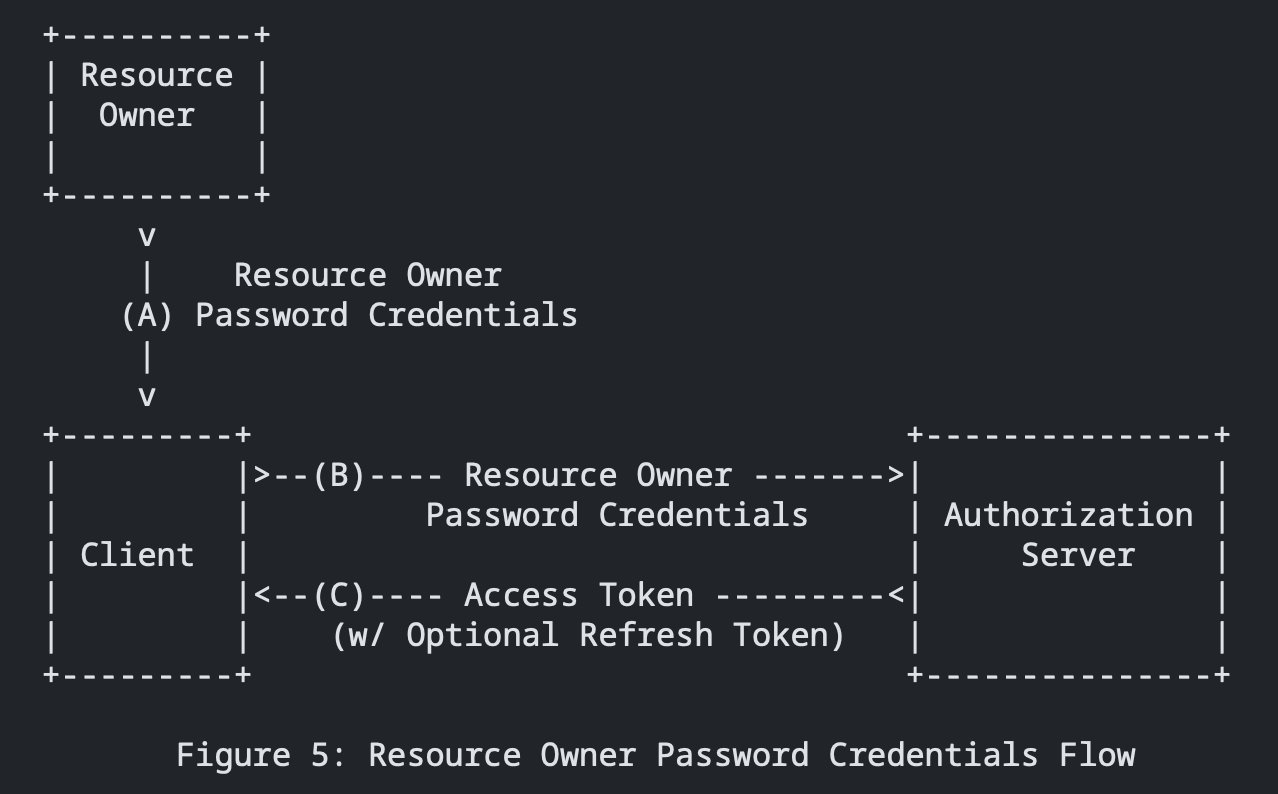 +----------+
| Resource |
|  Owner   |
|          |
+----------+
     v
     |    Resource Owner
    (A) Password Credentials
     |
     v
+---------+                                  +---------------+
|         |>--(B)---- Resource Owner ------->|               |
|         |         Password Credentials     | Authorization |
| Client  |                                  |     Server    |
|         |<--(C)---- Access Token ---------<|               |
|         |    (w/ Optional Refresh Token)   |               |
+---------+                                  +---------------+
Figure 5: Resource Owner Password Credentials Flow